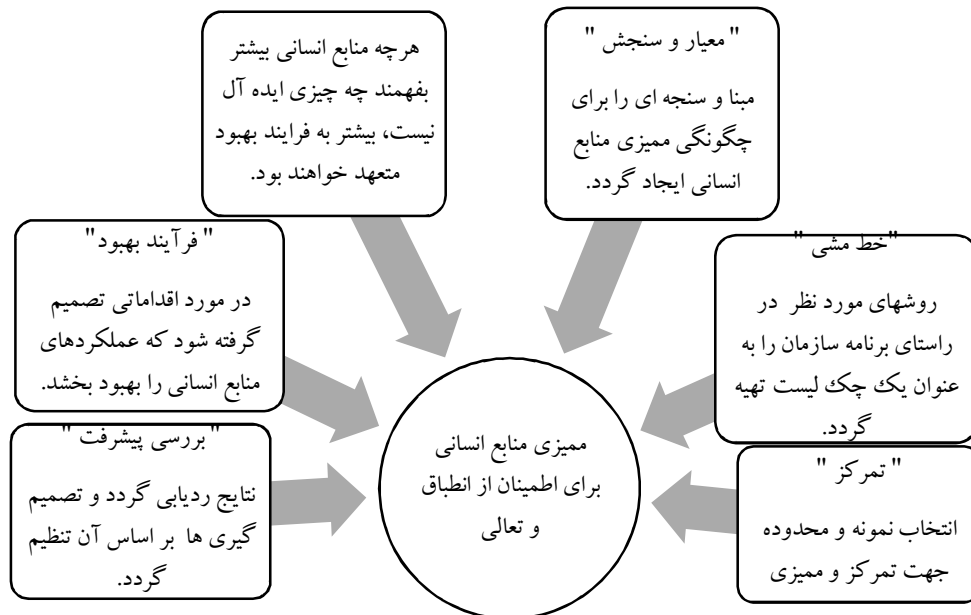 " معیار و سنجش "
مبنا و سنجه ای را برای
چگونگی ممیزی منابع
انسانی ایجاد گردد.
هرچه منابع انسانی بیشتر
بفهمند چه چیزی ایده آل
نیست، بیشتر به فرایند بهبود
متعهد خواهند بود.
"خط مشی "
روشهای مورد نظر در
راستای برنامه سازمان را به
عنوان یک چک لیست تهیه
گردد.
" فرآیند بهبود"
در مورد اقداماتی تصمیم
گرفته شود که عملکردهای
منابع انسانی را بهبود بخشد.
ممیزی منابع انسانی
برای اطمینان از انطباق
و تعالی
" تمرکز "
انتخاب نمونه و محدوده
جهت تمرکز و ممیزی
" بررسی پیشرفت "
نتایج ردیابی گردد و تصمیم
گیری ها بر اساس آن تنظیم
گردد.